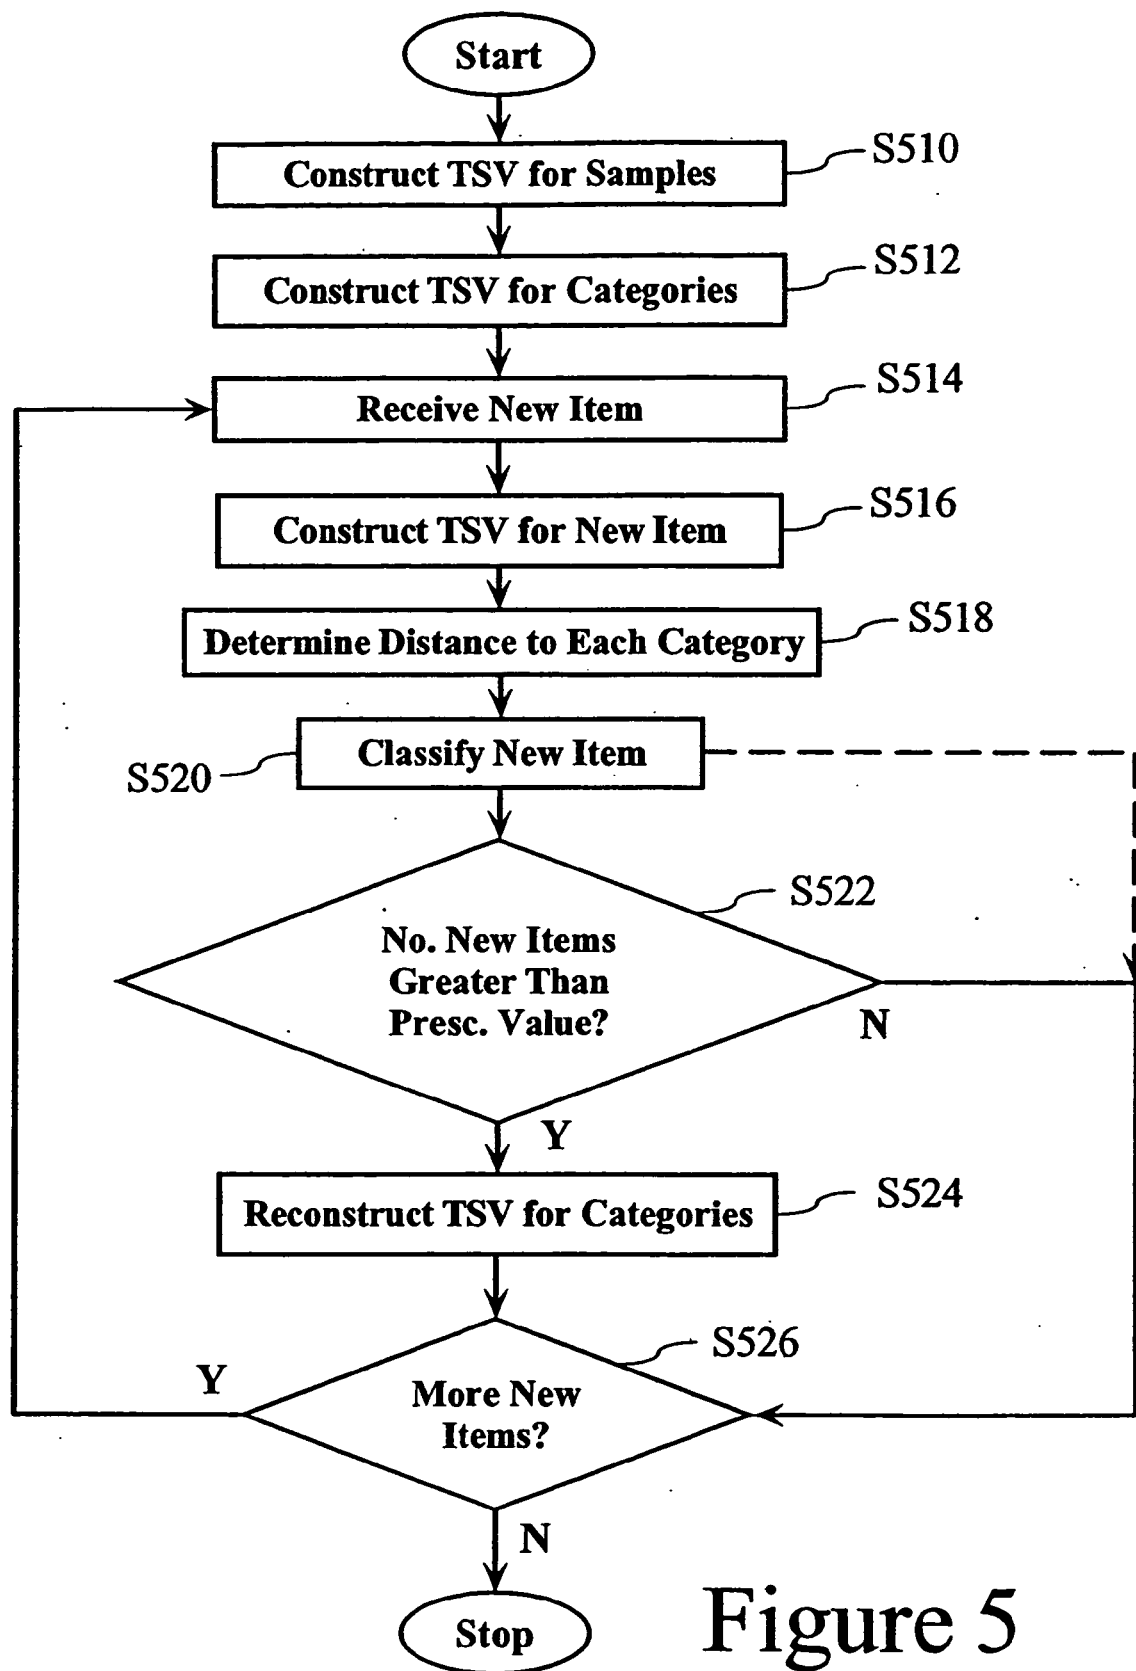 Start
Construct TSV for Samples
S510
Construct TSV for Categories
S512
Receive New Item
S514
Construct TSV for New Item
S516
Determine Distance to Each Category
S518
Classify New Item
S520
No. New Items
Greater Than
Presc. Value?
S522
N
Y
Reconstruct TSV for Categories
S524
More New
Items?
S526
Y
N
Stop
Figure 5